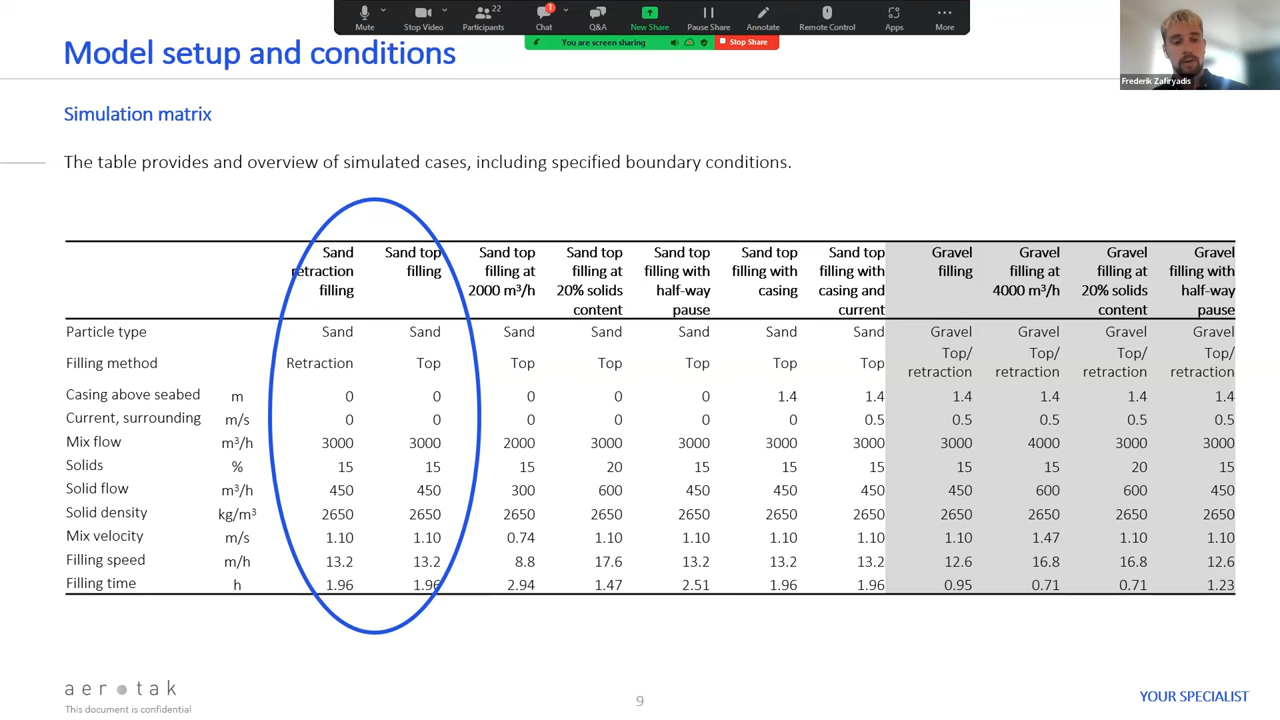 Mute
Stop Video
22
Participants
1
Chat
Q&A
New Share
Pause Share
Annotate
Remote Control
Apps
More
You are screen sharing
Stop Share
Frederik Zafiryadis
Model setup and conditions
Simulation matrix
The table provides and overview of simulated cases, including specified boundary conditions.
Sand retraction filling Sand top filling Sand top filling at 2000 m³/h Sand top filling at 20% solids content Sand top filling with half-way pause Sand top filling with casing Sand top filling with casing and current Gravel filling Gravel filling at 4000 m³/h Gravel filling at 20% solids content Gravel filling with half-way pause
Particle type Sand Sand Sand Sand Sand Sand Sand Gravel Gravel Gravel Gravel
Filling method Retraction Top Top Top Top Top Top Top/ retraction Top/ retraction Top/ retraction Top/ retraction
Casing above seabed m 0 0 0 0 0 1.4 1.4 1.4 1.4 1.4 1.4
Current, surrounding m/s 0 0 0 0 0 0 0.5 0.5 0.5 0.5 0.5
Mix flow m³/h 3000 3000 2000 3000 3000 3000 3000 3000 4000 3000 3000
Solids % 15 15 15 20 15 15 15 15 15 20 15
Solid flow m³/h 450 450 300 600 450 450 450 450 600 600 450
Solid density kg/m³ 2650 2650 2650 2650 2650 2650 2650 2650 2650 2650 2650
Mix velocity m/s 1.10 1.10 0.74 1.10 1.10 1.10 1.10 1.10 1.47 1.10 1.10
Filling speed m/h 13.2 13.2 8.8 17.6 13.2 13.2 13.2 12.6 16.8 16.8 12.6
Filling time h 1.96 1.96 2.94 1.47 2.51 1.96 1.96 0.95 0.71 0.71 1.23
aerotak
This document is confidential
9
YOUR SPECIALIST